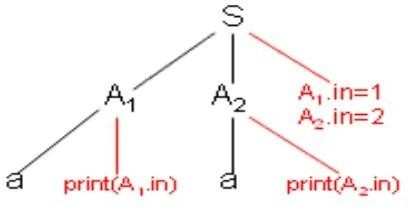 S
A₁ A₂ A₁.in=1
A₂.in=2
a print(A₁.in) a print(A₂.in)